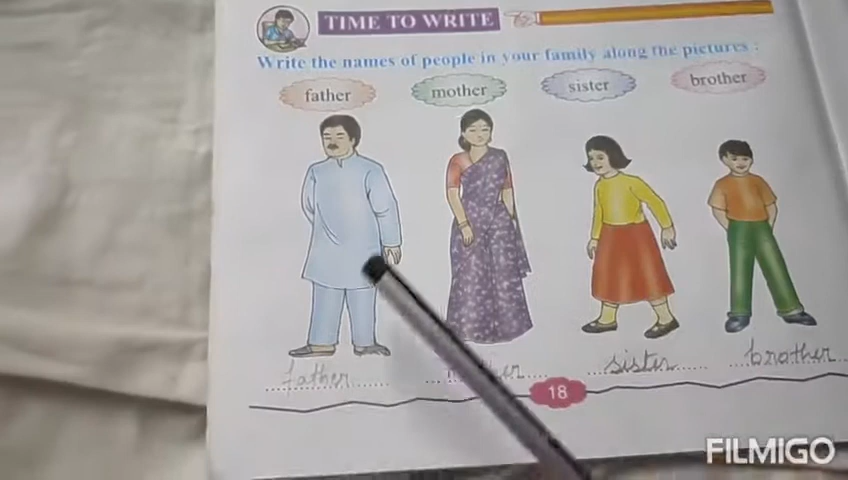 TIME TO WRITE
Write the names of people in your family along the pictures :
father mother sister brother
father sister brather
18
FILMIGO